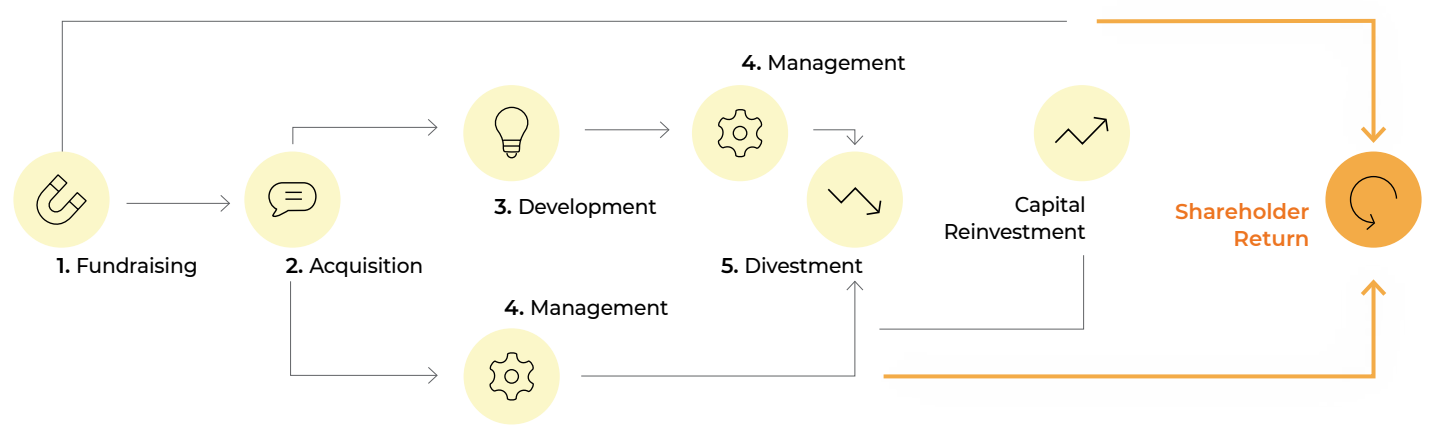 4. Management
3. Development
Capital
Reinvestment
Shareholder
Return
1. Fundraising
2. Acquisition
5. Divestment
4. Management